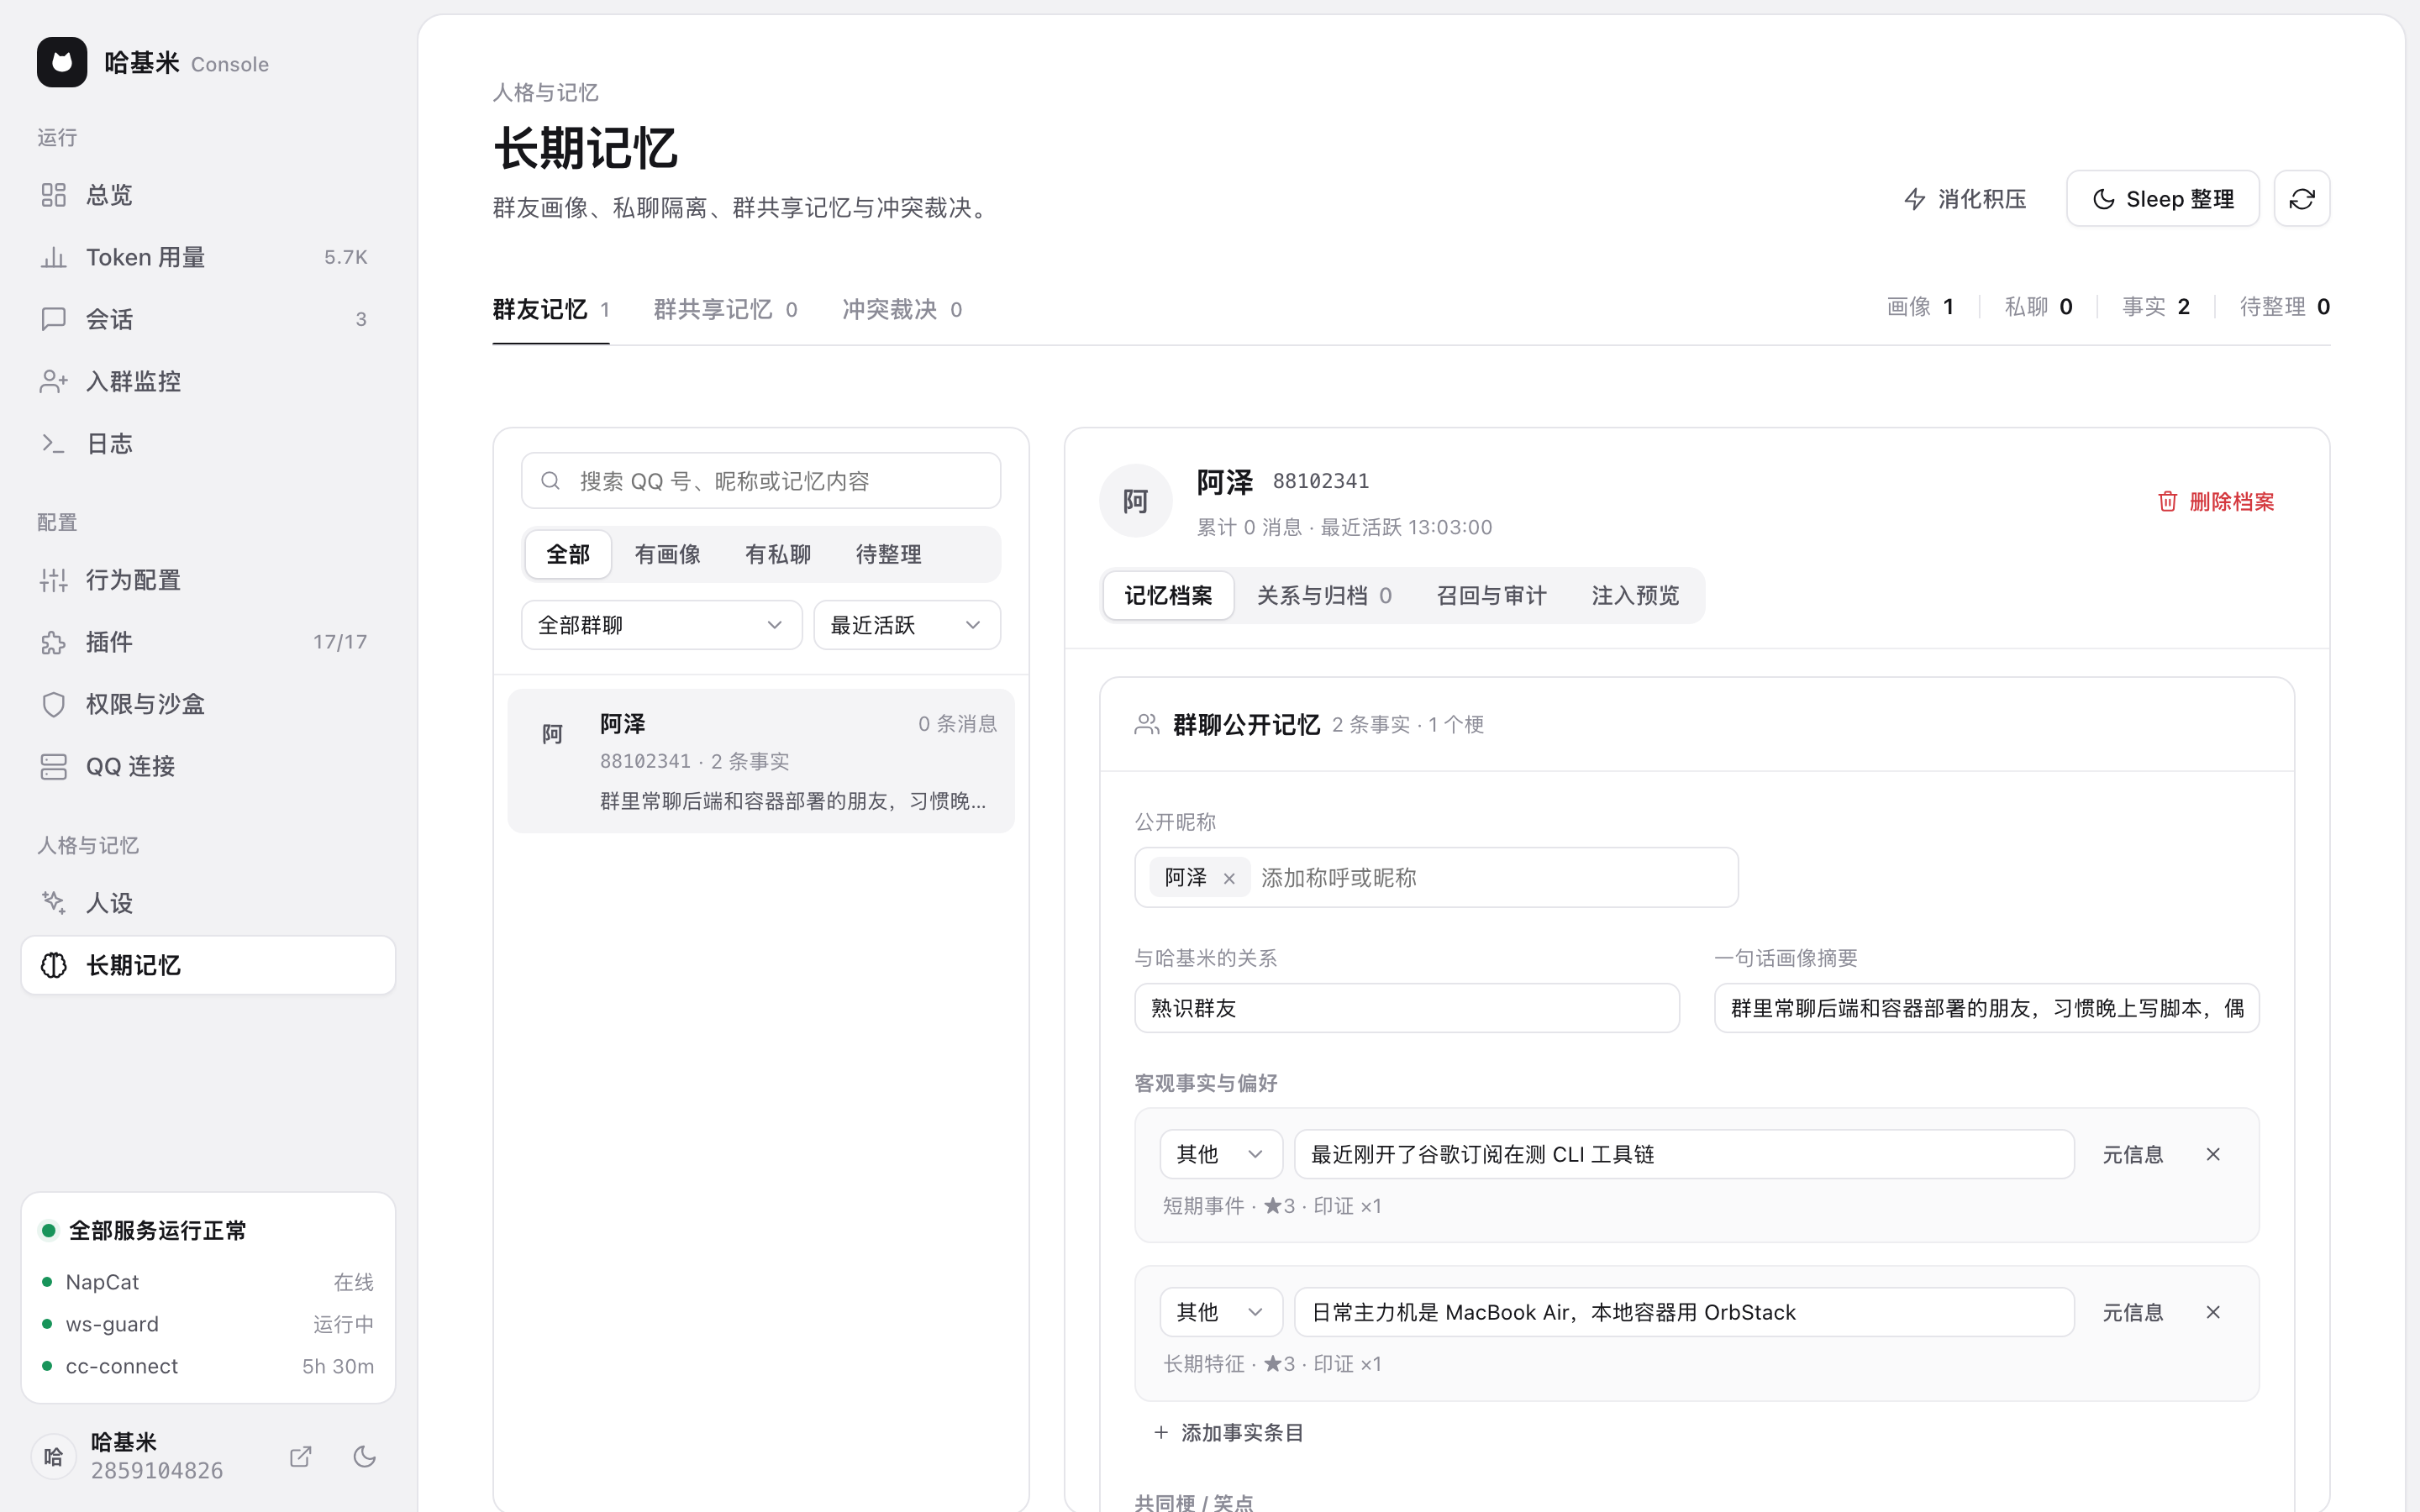 哈基米 Console
运行
总览
Token 用量 5.7K
会话 3
入群监控
日志
配置
行为配置
插件 17/17
权限与沙盒
QQ 连接
人格与记忆
人设
长期记忆
全部服务运行正常
NapCat 在线
ws-guard 运行中
cc-connect 5h 30m
哈 哈基米
2859104826
人格与记忆
长期记忆
群友画像、私聊隔离、群共享记忆与冲突裁决。
消化积压 Sleep 整理
群友记忆 1 群共享记忆 0 冲突裁决 0
画像 1 私聊 0 事实 2 待整理 0
搜索 QQ 号、昵称或记忆内容
全部 有画像 有私聊 待整理
全部群聊 最近活跃
阿 阿泽 0 条消息
88102341 · 2 条事实
群里常聊后端和容器部署的朋友，习惯晚...
阿 阿泽 88102341
累计 0 消息 · 最近活跃 13:03:00
删除档案
记忆档案 关系与归档 0 召回与审计 注入预览
群聊公开记忆 2 条事实 · 1 个梗
公开昵称
阿泽 × 添加称呼或昵称
与哈基米的关系 一句话画像摘要
熟识群友 群里常聊后端和容器部署的朋友，习惯晚上写脚本，偶
客观事实与偏好
其他 最近刚开了谷歌订阅在测 CLI 工具链 元信息
短期事件 · ★3 · 印证 ×1
其他 日常主力机是 MacBook Air，本地容器用 OrbStack 元信息
长期特征 · ★3 · 印证 ×1
+ 添加事实条目
共同梗 / 笑点